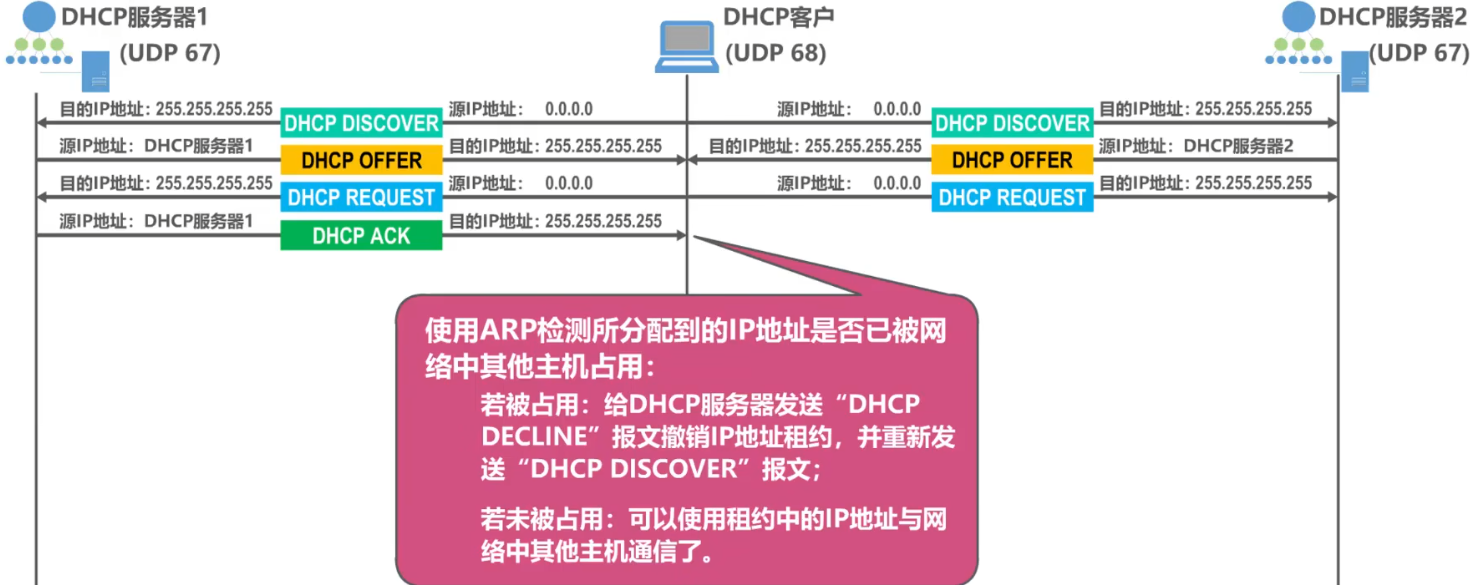 DHCP服务器1
(UDP 67)
DHCP客户
(UDP 68)
DHCP服务器2
(UDP 67)
目的IP地址：255.255.255.255 DHCP DISCOVER 源IP地址： 0.0.0.0 源IP地址： 0.0.0.0 DHCP DISCOVER 目的IP地址：255.255.255.255
源IP地址：DHCP服务器1 DHCP OFFER 目的IP地址：255.255.255.255 目的IP地址：255.255.255.255 DHCP OFFER 源IP地址：DHCP服务器2
目的IP地址：255.255.255.255 DHCP REQUEST 源IP地址： 0.0.0.0 源IP地址： 0.0.0.0 DHCP REQUEST 目的IP地址：255.255.255.255
源IP地址：DHCP服务器1 DHCP ACK 目的IP地址：255.255.255.255
使用ARP检测所分配到的IP地址是否已被网
络中其他主机占用：
若被占用：给DHCP服务器发送“DHCP
DECLINE”报文撤销IP地址租约，并重新发
送“DHCP DISCOVER”报文；
若未被占用：可以使用租约中的IP地址与网
络中其他主机通信了。